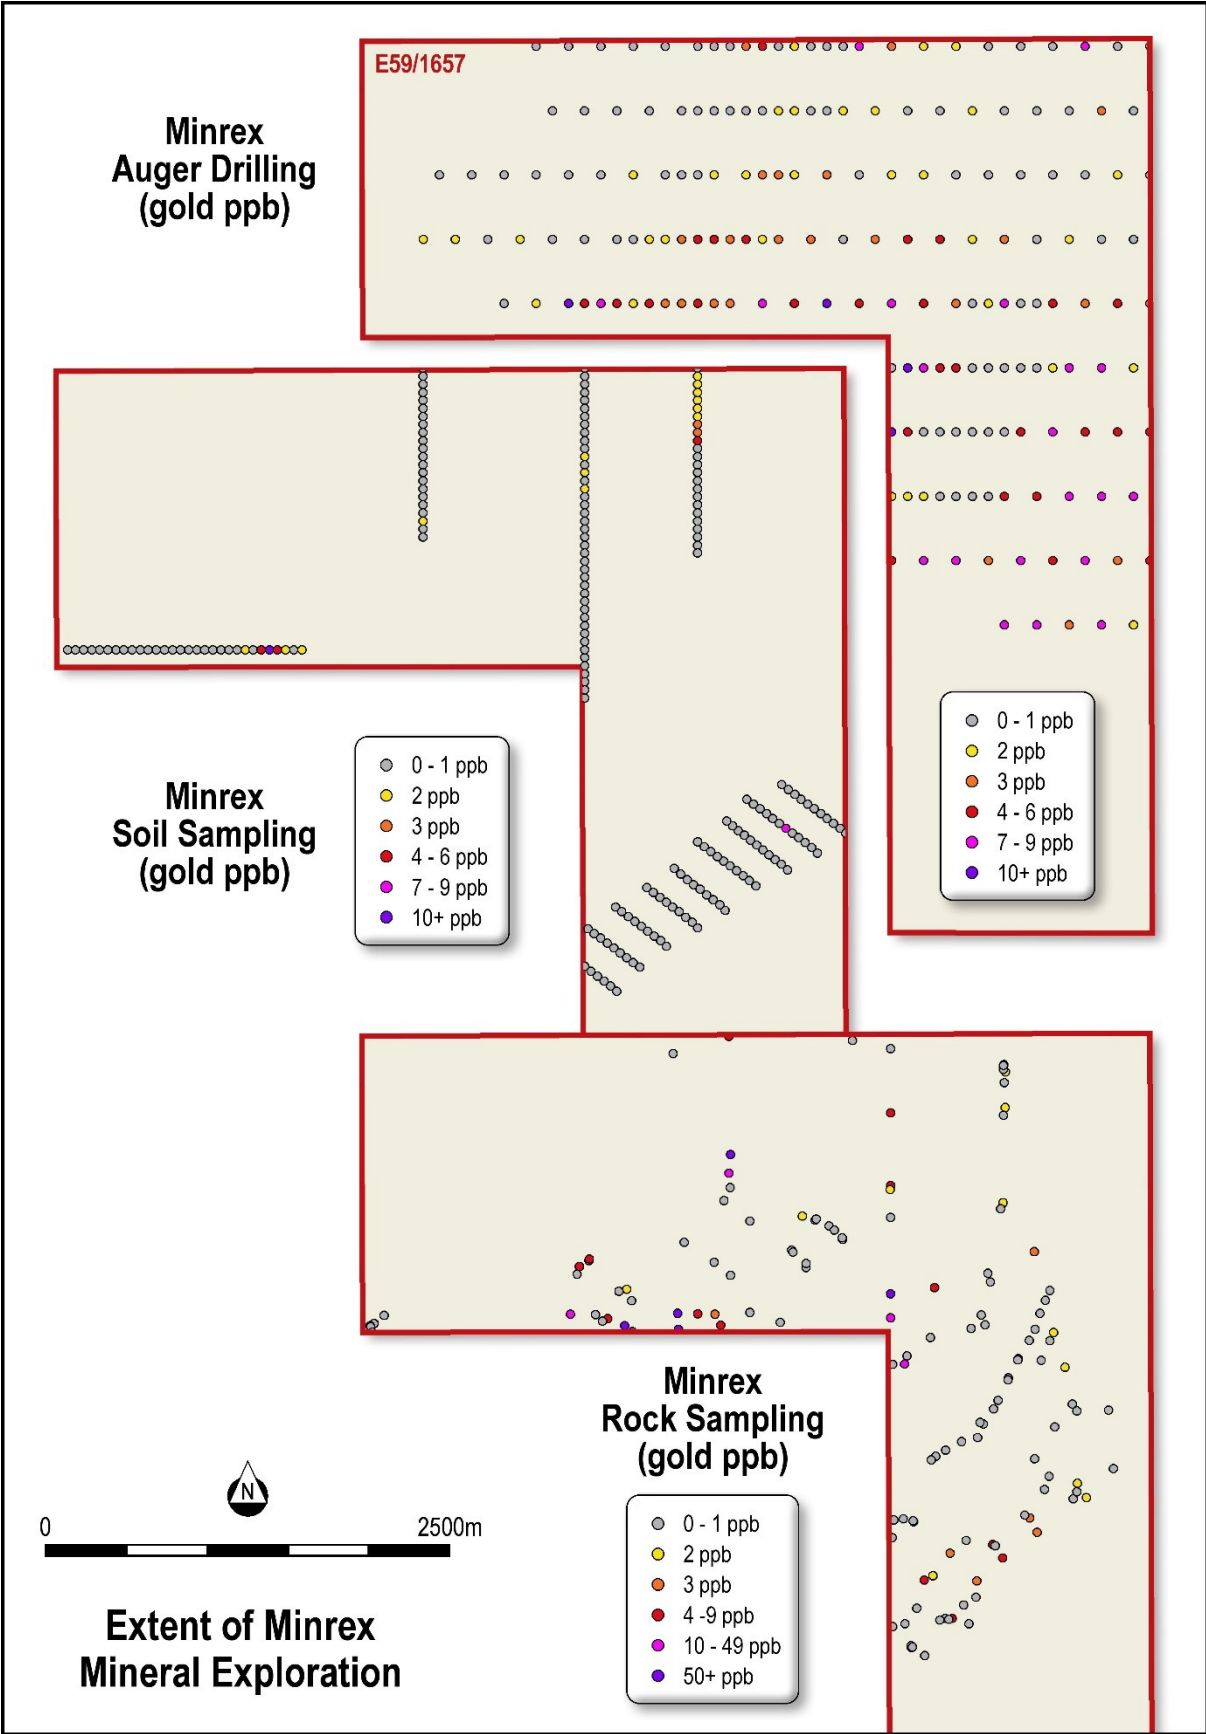 E59/1657
Minrex
Auger Drilling
(gold ppb)
0 - 1 ppb
2 ppb
3 ppb
4 - 6 ppb
7 - 9 ppb
10+ ppb
Minrex
Soil Sampling
(gold ppb)
0 - 1 ppb
2 ppb
3 ppb
4 - 6 ppb
7 - 9 ppb
10+ ppb
Minrex
Rock Sampling
(gold ppb)
0 - 1 ppb
2 ppb
3 ppb
4 -9 ppb
10 - 49 ppb
50+ ppb
N
0 2500m
Extent of Minrex
Mineral Exploration